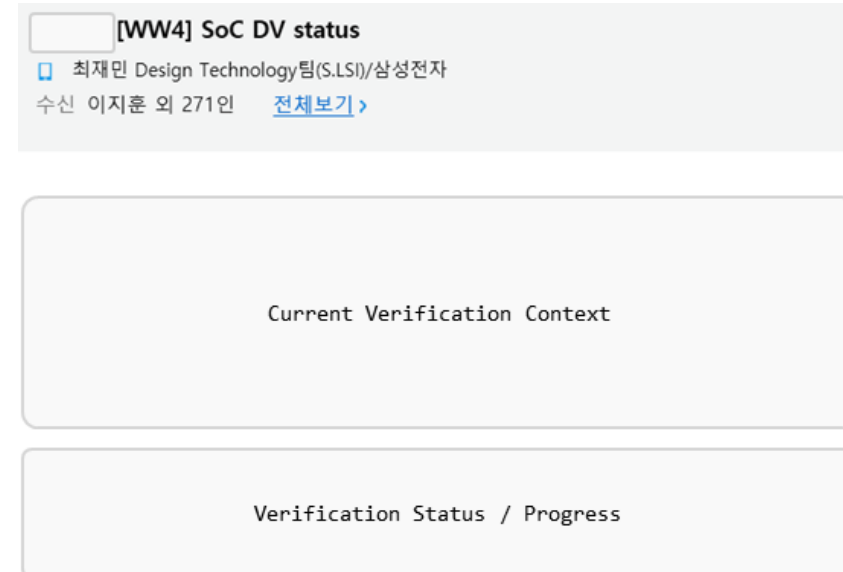 [WW4] SoC DV status
최재민 Design Technology팀(S.LSI)/삼성전자
수신 이지훈 외 271인 전체보기 >
Current Verification Context
Verification Status / Progress